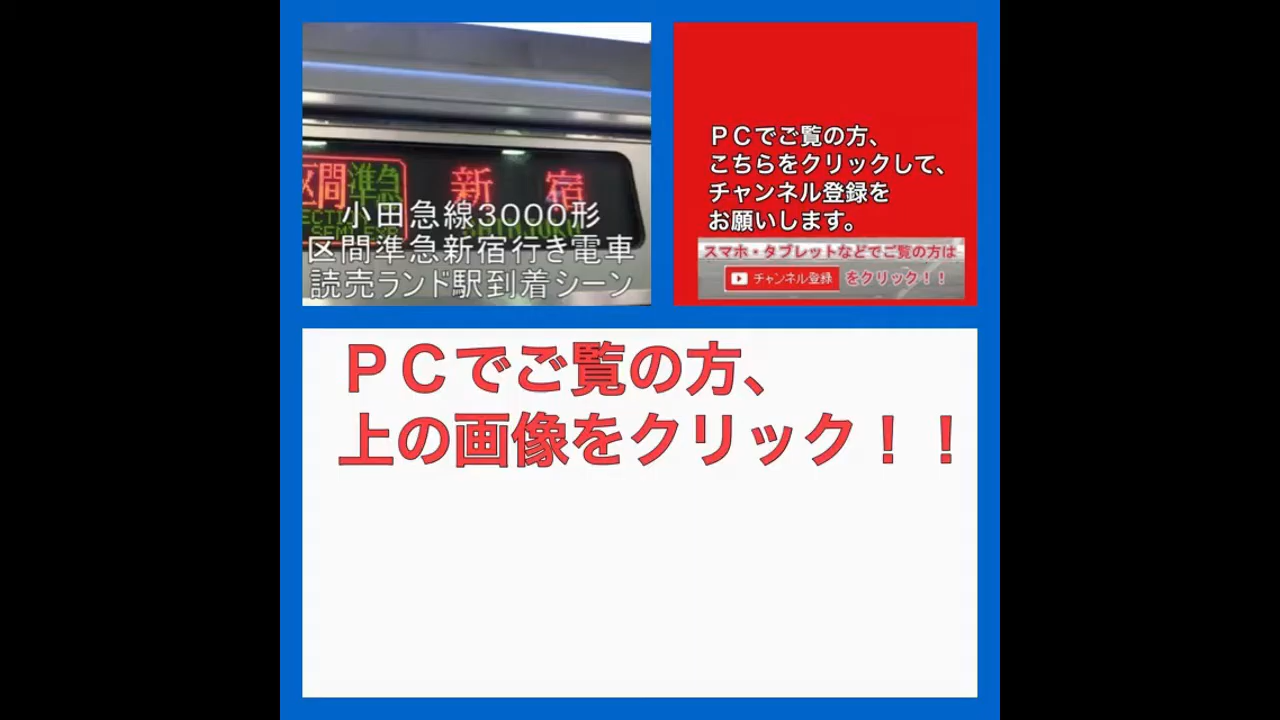 区間準急 新宿
小田急線3000形
区間準急新宿行き電車
読売ランド駅到着シーン
ＰＣでご覧の方、
こちらをクリックして、
チャンネル登録を
お願いします。
スマホ・タブレットなどでご覧の方は
チャンネル登録 をクリック！！
ＰＣでご覧の方、
上の画像をクリック！！